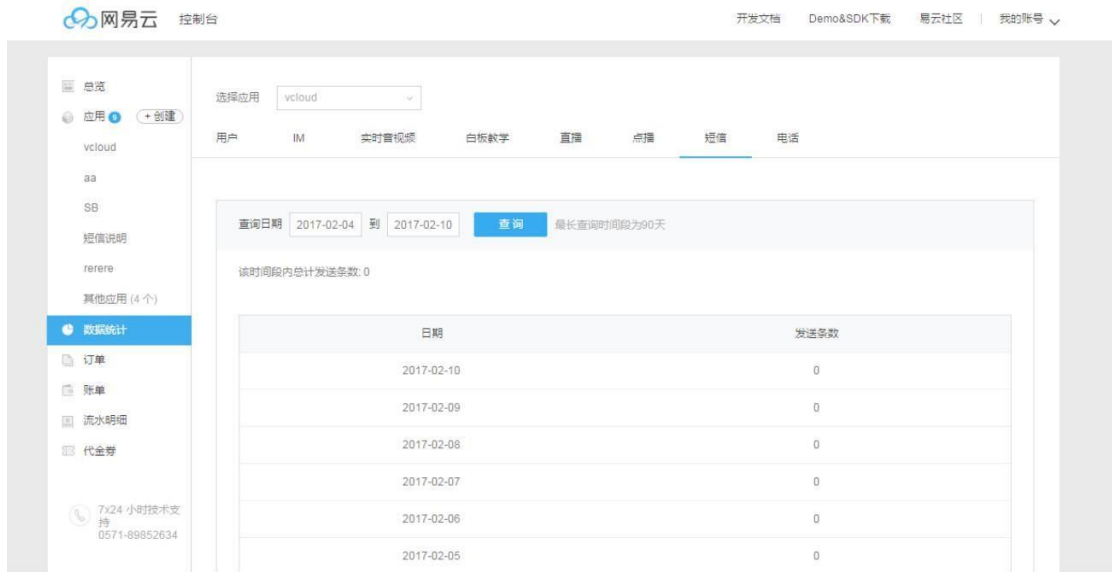 网易云 控制台 开发文档 Demo&SDK下载 易云社区 | 我的账号
总览
应用 9 +创建
vcloud
aa
SB
短信说明
rerere
其他应用 (4 个)
数据统计
订单
账单
流水明细
代金券
7x24 小时技术支
持
0571-89852634
选择应用 vcloud
用户 IM 实时音视频 白板教学 直播 点播 短信 电话
查询日期 2017-02-04 到 2017-02-10 查询 最长查询时间段为90天
该时间段内总计发送条数: 0
日期 发送条数
2017-02-10 0
2017-02-09 0
2017-02-08 0
2017-02-07 0
2017-02-06 0
2017-02-05 0